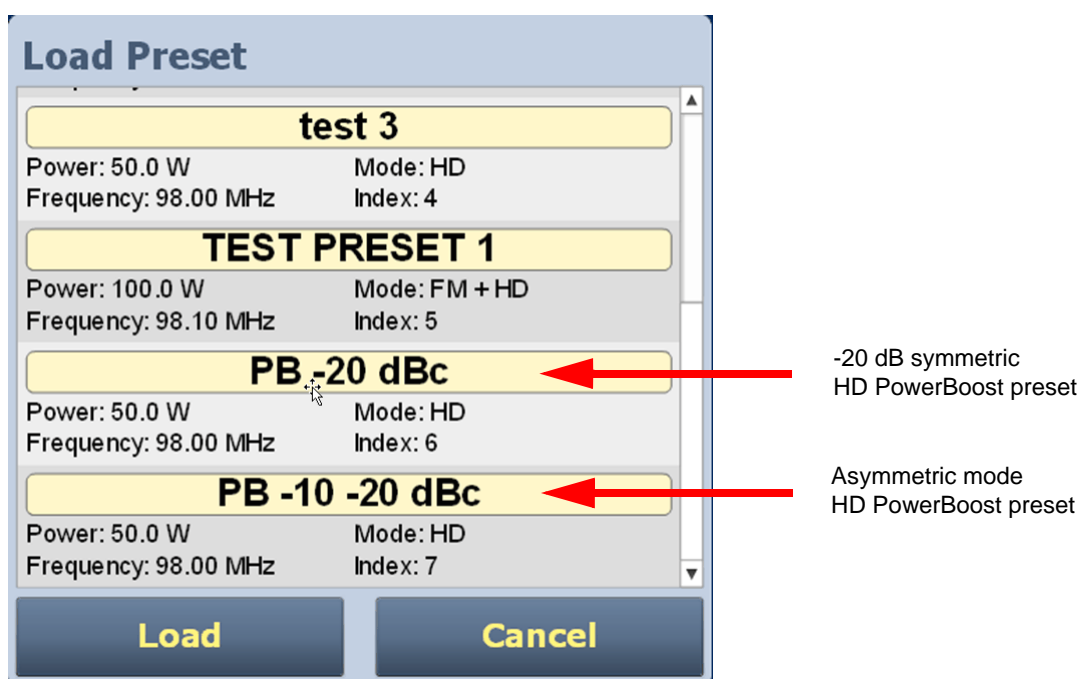 Load Preset
test 3
Power: 50.0 W Mode: HD
Frequency: 98.00 MHz Index: 4
TEST PRESET 1
Power: 100.0 W Mode: FM + HD
Frequency: 98.10 MHz Index: 5
PB -20 dBc
-20 dB symmetric
HD PowerBoost preset
Power: 50.0 W Mode: HD
Frequency: 98.00 MHz Index: 6
PB -10 -20 dBc
Asymmetric mode
HD PowerBoost preset
Power: 50.0 W Mode: HD
Frequency: 98.00 MHz Index: 7
Load Cancel